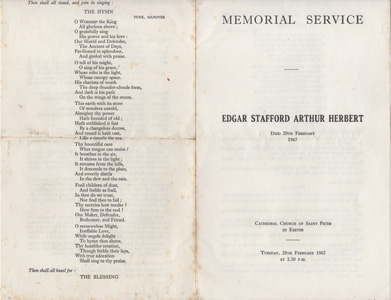 Then shall all stand, and join in singing :
THE HYMN
TUNE, HANOVER
O WORSHIP the King
All glorious above ;
O gratefully sing
His power and his love :
Our Shield and Defender,
The Ancient of Days,
Pavilioned in splendour,
And girded with praise.
O tell of his might,
O sing of his grace,
Whose robe is the light,
Whose canopy space.
His chariots of wrath
The deep thunder-clouds form,
And dark is his path
On the wings of the storm.
This earth with its store
Of wonders untold,
Almighty thy power
Hath founded of old ;
Hath stablished it fast
By a changeless decree,
And round it hath cast,
Like a mantle the sea.
Thy bountiful care
What tongue can recite ?
It breathes in the air,
It shines in the light ;
It streams from the hills,
It descends to the plain,
And sweetly distils
In the dew and the rain.
Frail children of dust,
And feeble as frail,
In thee do we trust,
Nor find thee to fail ;
Thy mercies how tender !
How firm to the end !
Our Maker, Defender,
Redeemer, and Friend.
O measureless Might,
Ineffable Love,
While angels delight
To hymn thee above,
Thy humbler creation,
Though feeble their lays,
With true adoration
Shall sing to thy praise.
Then shall all kneel for :
THE BLESSING
MEMORIAL SERVICE
EDGAR STAFFORD ARTHUR HERBERT
DIED 20TH FEBRUARY
1967
CATHEDRAL CHURCH OF SAINT PETER
IN EXETER
TUESDAY, 28TH FEBRUARY 1967
AT 2.30 P.M.